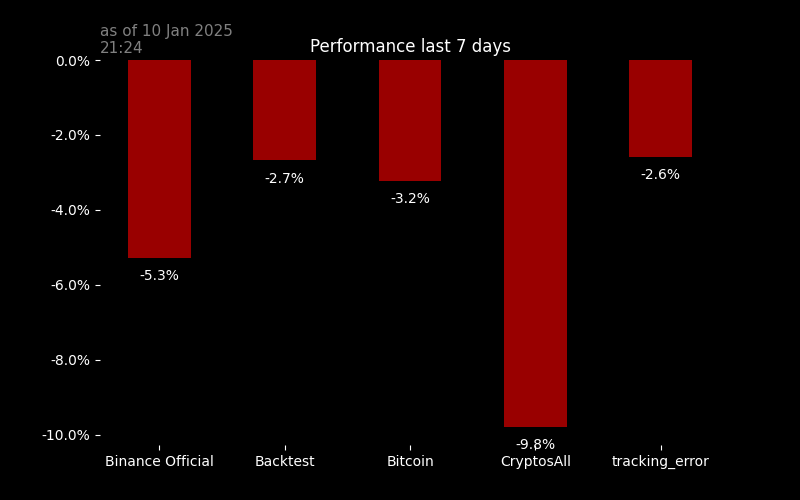 as of 10 Jan 2025
21:24
Performance last 7 days
0.0%
-2.0%
-4.0%
-6.0%
-8.0%
-10.0%
-5.3%
-2.7%
-3.2%
-9.8%
-2.6%
Binance Official
Backtest
Bitcoin
CryptosAll
tracking_error